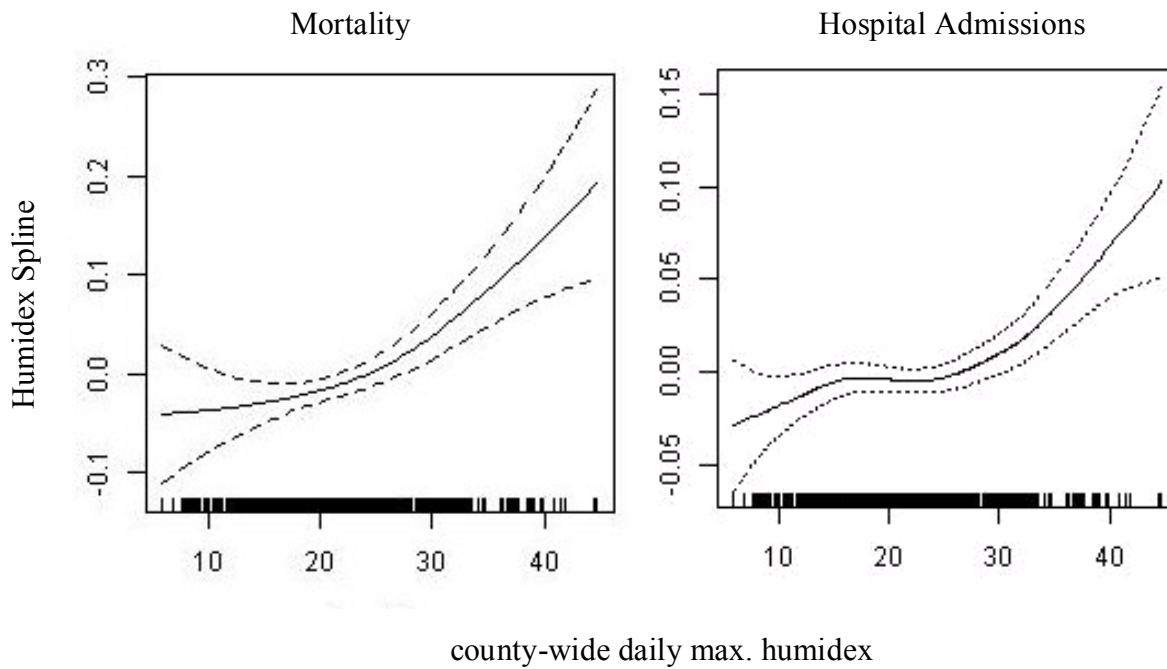 Mortality
Hospital Admissions
Humidex Spline
0.3
0.2
0.1
0.0
-0.1
10 20 30 40
0.15
0.10
0.05
0.00
-0.05
10 20 30 40
county-wide daily max. humidex